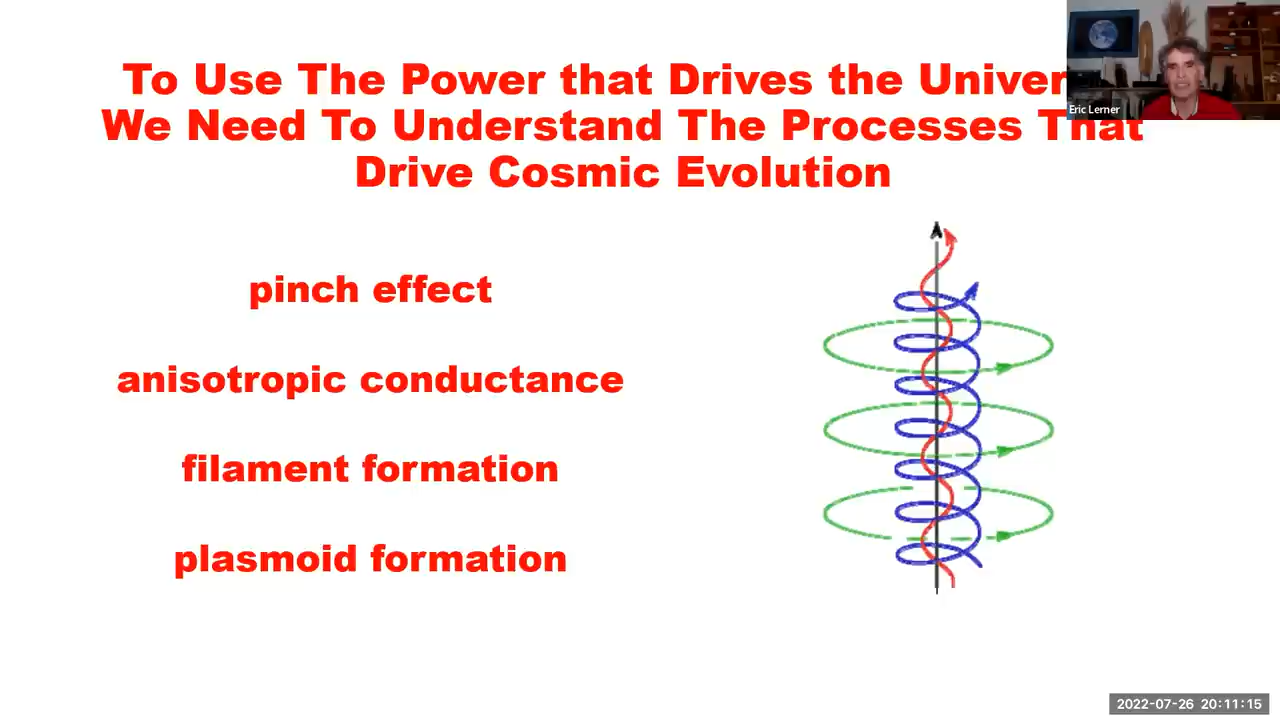 To Use The Power that Drives the Univer
We Need To Understand The Processes That
Drive Cosmic Evolution
Eric Lerner
pinch effect
anisotropic conductance
filament formation
plasmoid formation
2022-07-26 20:11:15